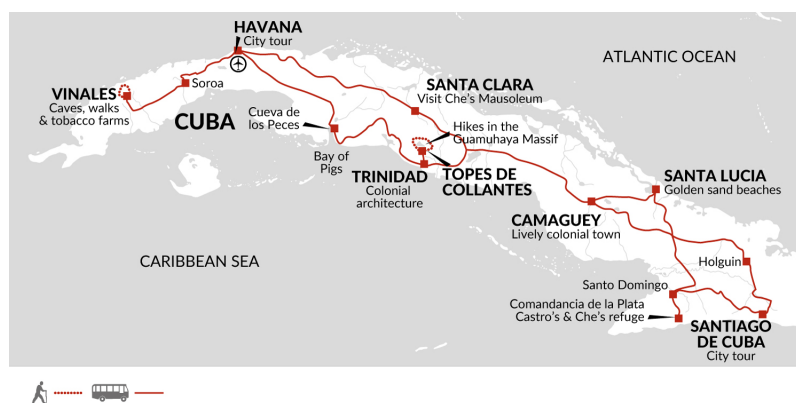 HAVANA
City tour
ATLANTIC OCEAN
VINALES
Caves, walks
& tobacco farms
Soroa
CUBA
SANTA CLARA
Visit Che's Mausoleum
Cueva de
los Peces
Hikes in the
Guamuhaya Massif
Bay of
Pigs
TRINIDAD
Colonial
architecture
TOPES DE
COLLANTES
SANTA LUCIA
Golden sand beaches
CAMAGUEY
Lively colonial town
CARIBBEAN SEA
Holguin
Santo Domingo
Comandancia de la Plata
Castro's & Che's refuge
SANTIAGO
DE CUBA
City tour